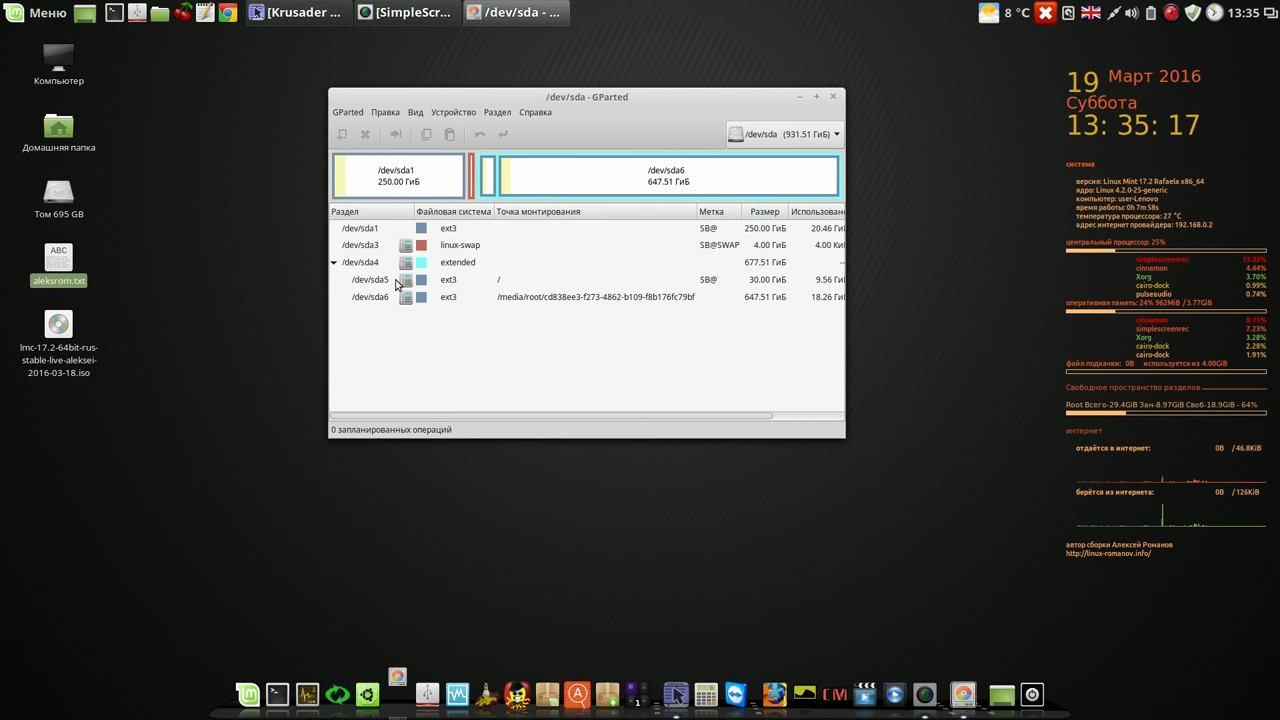 Меню
[Krusader ...
[SimpleScr...
/dev/sda - ...
8 °C
13:35
Компьютер
Домашняя папка
Том 695 GB
ABC
aleksrom.txt
lmc-17.2-64bit-rus-
stable-live-aleksei-
2016-03-18.iso
/dev/sda - GParted
GParted Правка Вид Устройство Раздел Справка
/dev/sda (931.51 ГиБ)
/dev/sda1
250.00 ГиБ
/dev/sda6
647.51 ГиБ
Раздел Файловая система Точка монтирования Метка Размер Использован
/dev/sda1 ext3 SB@ 250.00 ГиБ 20.46 Ги
/dev/sda3 linux-swap SB@SWAP 4.00 ГиБ 4.00 Ки
/dev/sda4 extended 677.51 ГиБ --
/dev/sda5 ext3 / SB@ 30.00 ГиБ 9.56 Ги
/dev/sda6 ext3 /media/root/cd838ee3-f273-4862-b109-f8b176fc79bf 647.51 ГиБ 18.26 Ги
0 запланированных операций
19 Март 2016
Суббота
13: 35: 17
система
версия: Linux Mint 17.2 Rafaela x86_64
ядро: Linux 4.2.0-25-generic
компьютер: user-Lenovo
время работы: 0h 7m 58s
температура процессора: 27 °C
адрес интернет провайдера: 192.168.0.2
центральный процессор: 25%
simplescreenrec 13.33%
cinnamon 4.44%
Xorg 3.70%
cairo-dock 0.99%
pulseaudio 0.74%
оперативная память: 24% 962MiB / 3.77GiB
cinnamon 8.11%
simplescreenrec 7.23%
Xorg 3.28%
cairo-dock 2.28%
cairo-dock 1.91%
файл подкачки: 0B используется из 4.00GiB
Свободное пространство разделов
Root Всего-29.4GiB Зан-8.97GiB Своб-18.9GiB - 64%
интернет
отдаётся в интернет: 0B /46.8KiB
берётся из интернета: 0B /126KiB
автор сборки Алексей Романов
http://linux-romanov.info/
1